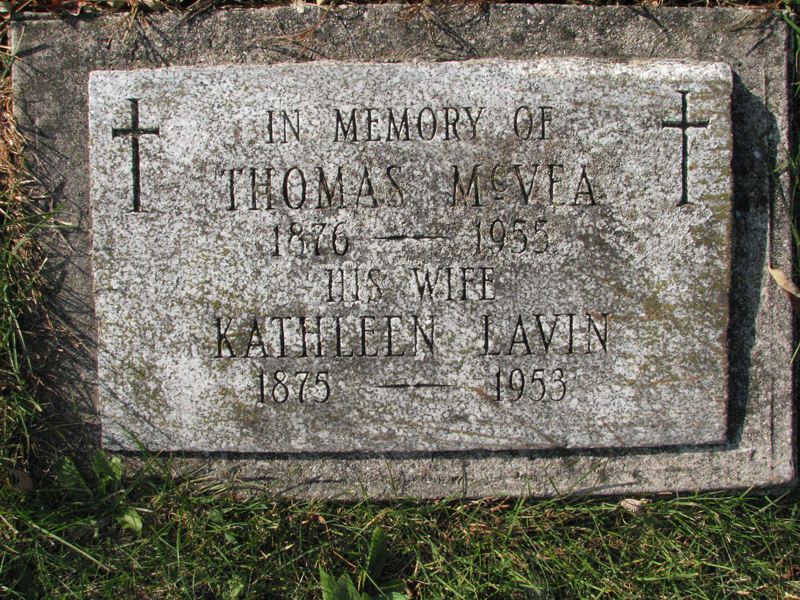 IN MEMORY OF
THOMAS McVEA
1876 — 1955
HIS WIFE
KATHLEEN LAVIN
1875 — 1953